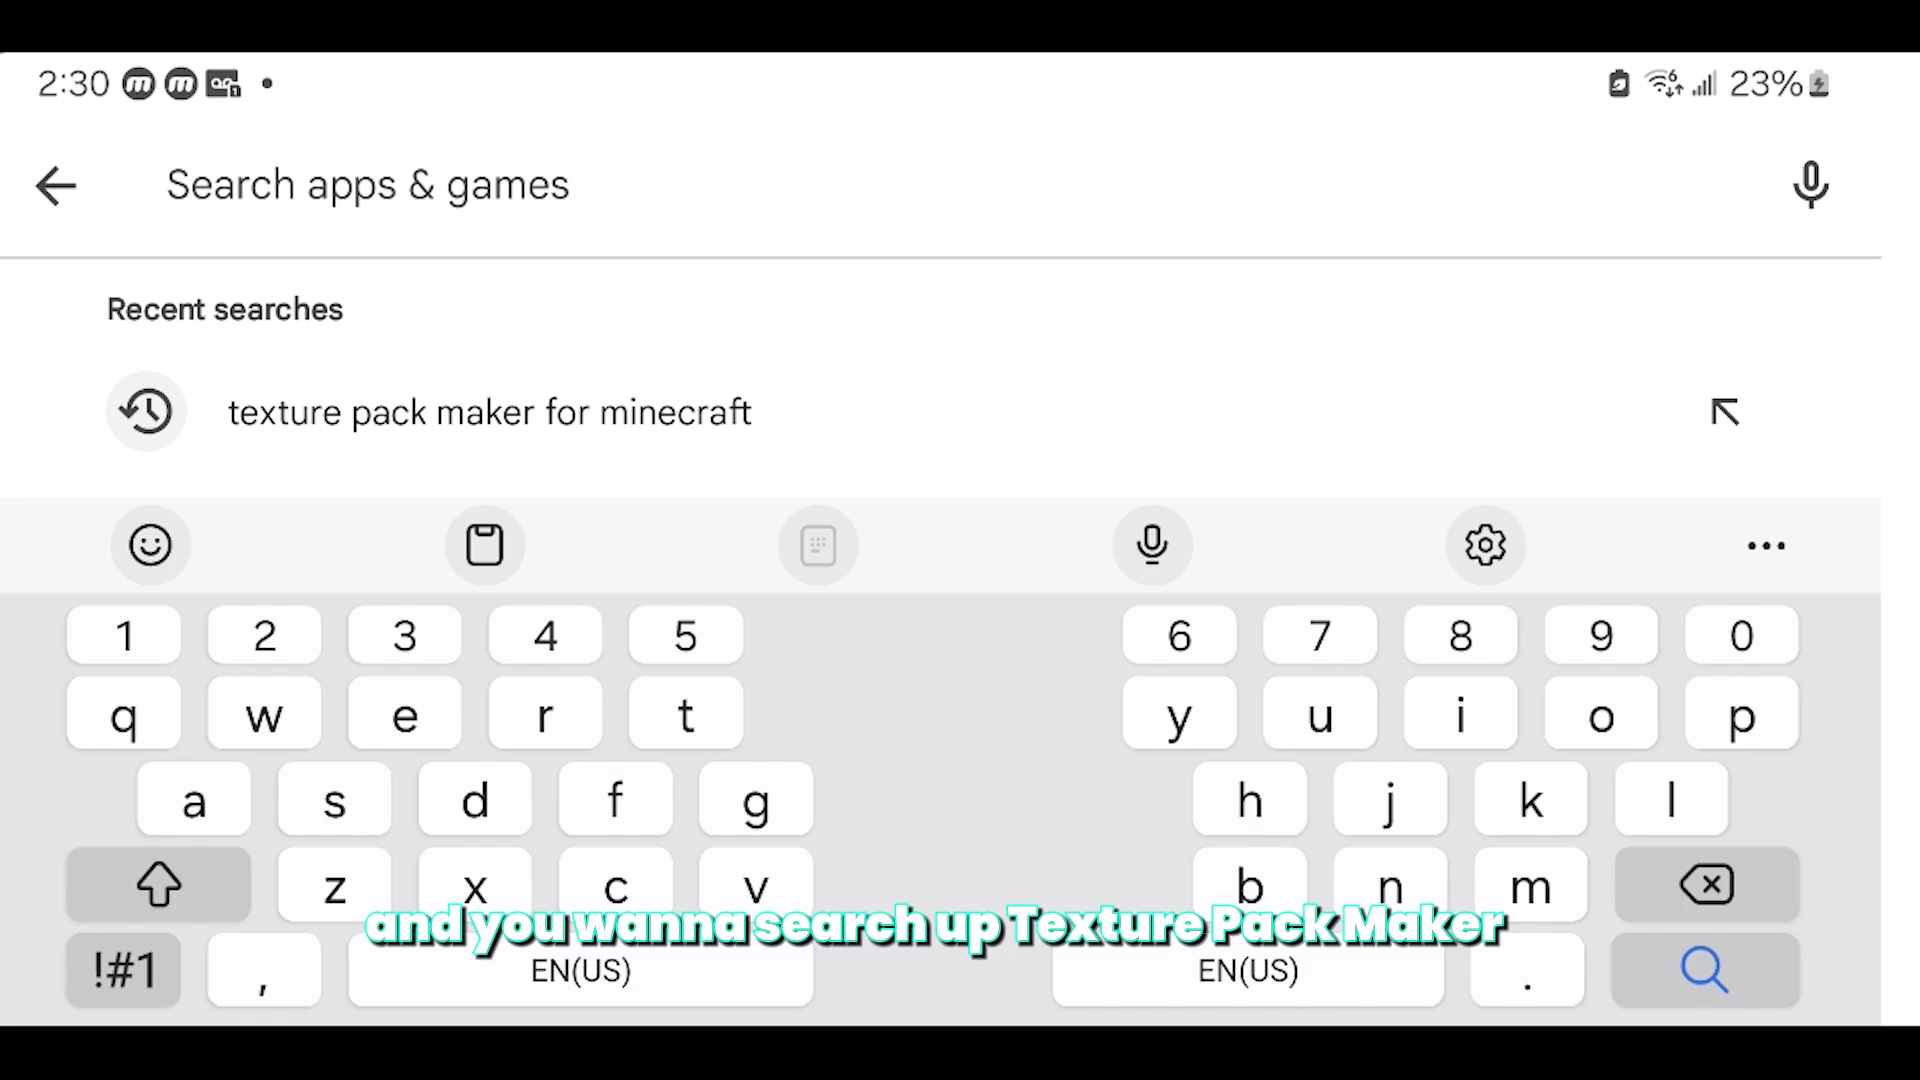 2:30 23%
Search apps & games
Recent searches
texture pack maker for minecraft
1 2 3 4 5 6 7 8 9 0
q w e r t y u i o p
a s d f g h j k l
z x c v b n m
and you wanna search up Texture Pack Maker
!#1 , EN(US) EN(US) .